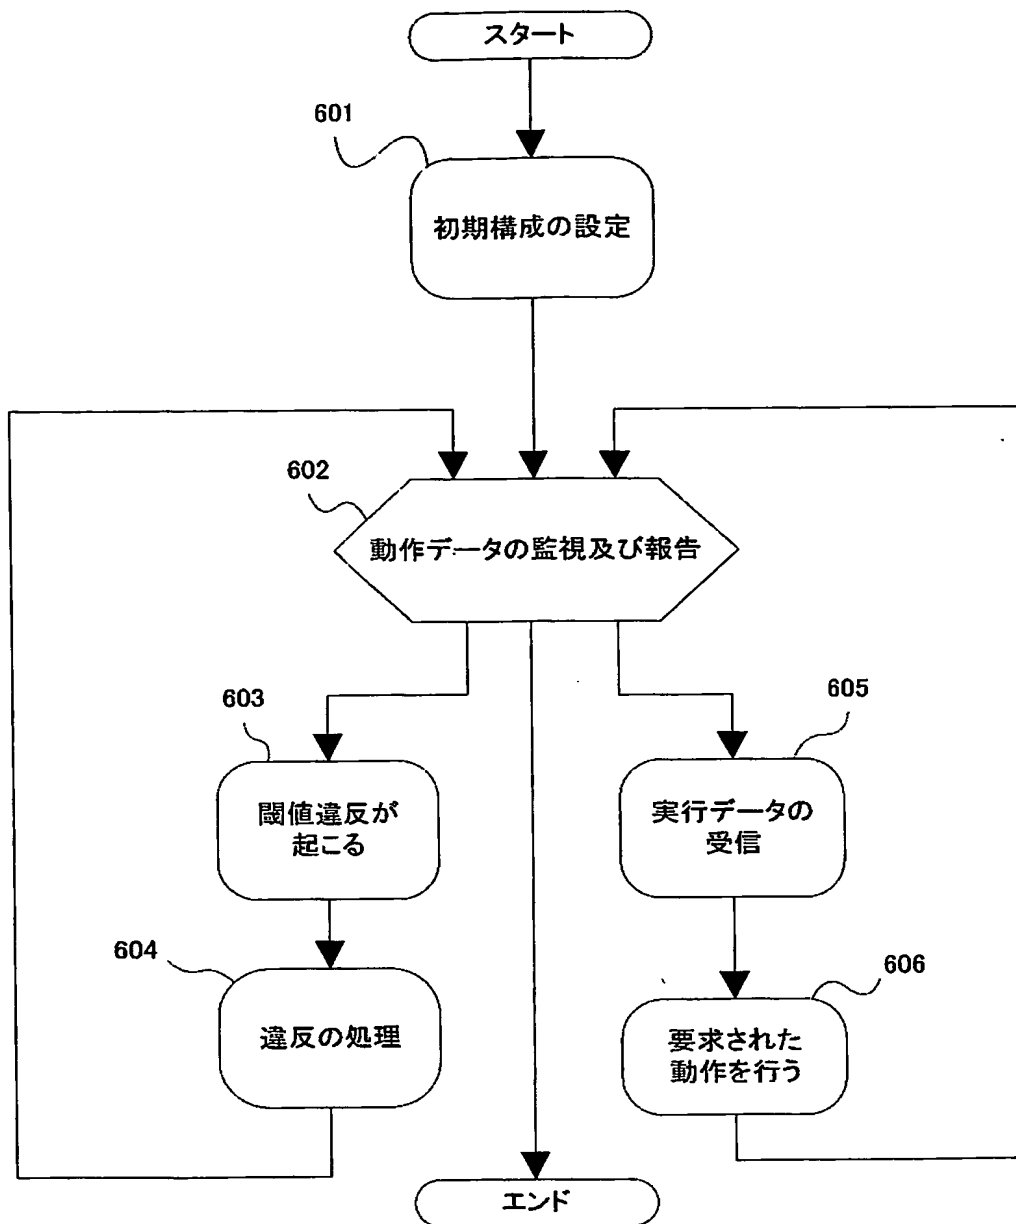 スタート
601
初期構成の設定
602
動作データの監視及び報告
603
閾値違反が
起こる
604
違反の処理
605
実行データの
受信
606
要求された
動作を行う
エンド